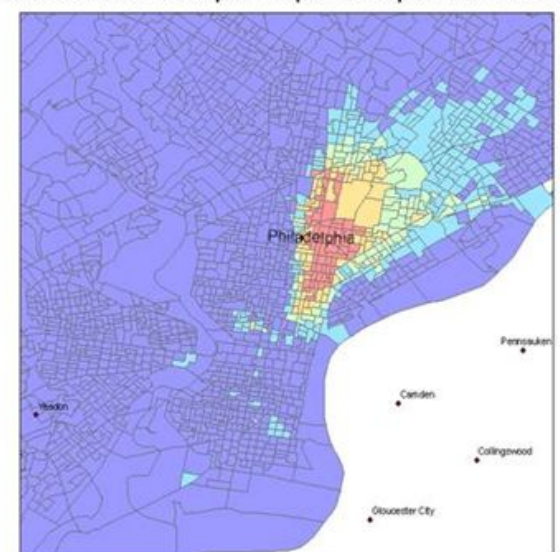 Philadelphia
Pennsauken
Camden
Yeadon
Collingswood
Gloucester City